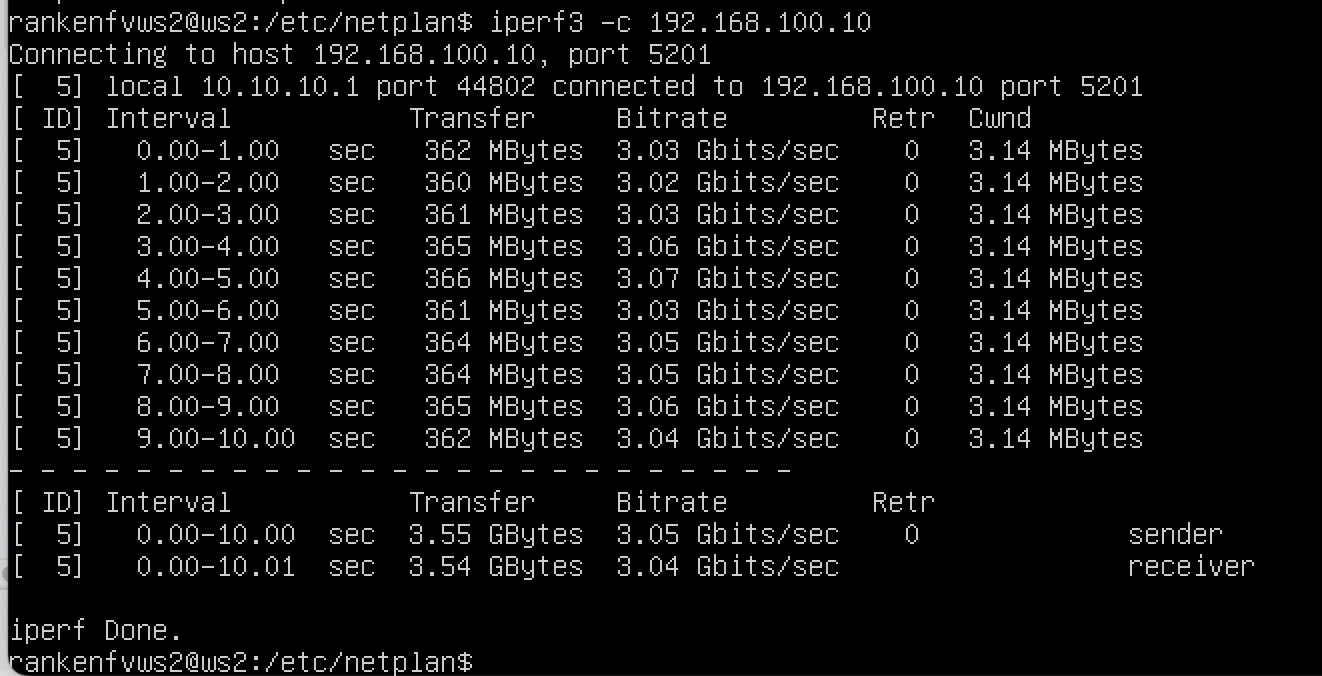 rankenfvws2@ws2:/etc/netplan$ iperf3 -c 192.168.100.10
Connecting to host 192.168.100.10, port 5201
[  5] local 10.10.10.1 port 44802 connected to 192.168.100.10 port 5201
[ ID] Interval           Transfer     Bitrate         Retr  Cwnd
[  5]   0.00-1.00   sec   362 MBytes  3.03 Gbits/sec    0   3.14 MBytes
[  5]   1.00-2.00   sec   360 MBytes  3.02 Gbits/sec    0   3.14 MBytes
[  5]   2.00-3.00   sec   361 MBytes  3.03 Gbits/sec    0   3.14 MBytes
[  5]   3.00-4.00   sec   365 MBytes  3.06 Gbits/sec    0   3.14 MBytes
[  5]   4.00-5.00   sec   366 MBytes  3.07 Gbits/sec    0   3.14 MBytes
[  5]   5.00-6.00   sec   361 MBytes  3.03 Gbits/sec    0   3.14 MBytes
[  5]   6.00-7.00   sec   364 MBytes  3.05 Gbits/sec    0   3.14 MBytes
[  5]   7.00-8.00   sec   364 MBytes  3.05 Gbits/sec    0   3.14 MBytes
[  5]   8.00-9.00   sec   365 MBytes  3.06 Gbits/sec    0   3.14 MBytes
[  5]   9.00-10.00  sec   362 MBytes  3.04 Gbits/sec    0   3.14 MBytes
- - - - - - - - - - - - - - - - - - - - - - - - -
[ ID] Interval           Transfer     Bitrate         Retr
[  5]   0.00-10.00  sec  3.55 GBytes  3.05 Gbits/sec    0             sender
[  5]   0.00-10.01  sec  3.54 GBytes  3.04 Gbits/sec                  receiver
iperf Done.
rankenfvws2@ws2:/etc/netplan$